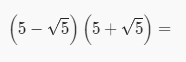 (5 − √5)(5 + √5) =